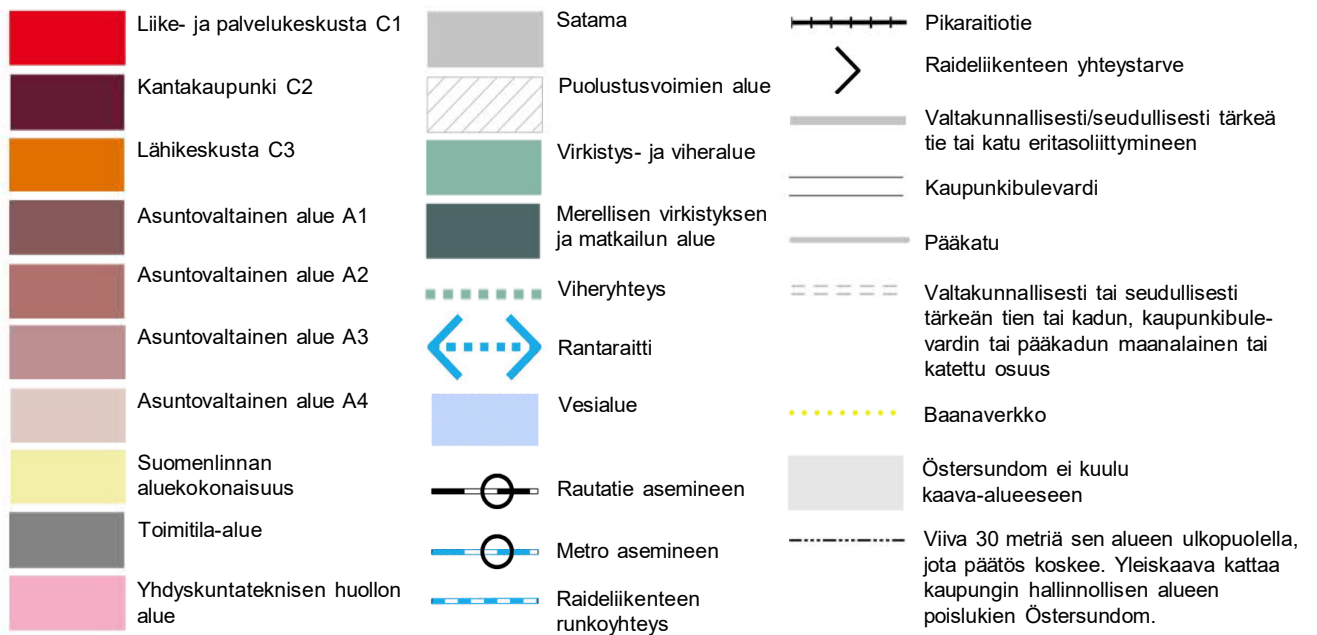 Liike- ja palvelukeskusta C1
Kantakaupunki C2
Lähikeskusta C3
Asuntovaltainen alue A1
Asuntovaltainen alue A2
Asuntovaltainen alue A3
Asuntovaltainen alue A4
Suomenlinnan
aluekokonaisuus
Toimitila-alue
Yhdyskuntateknisen huollon
alue
Satama
Puolustusvoimien alue
Virkistys- ja viheralue
Merellisen virkistyksen
ja matkailun alue
Viheryhteys
Rantaraitti
Vesialue
Rautatie asemineen
Metro asemineen
Raideliikenteen
runkoyhteys
Pikaraitiotie
Raideliikenteen yhteystarve
Valtakunnallisesti/seudullisesti tärkeä
tie tai katu eritasoliittymineen
Kaupunkibulevardi
Pääkatu
Valtakunnallisesti tai seudullisesti
tärkeän tien tai kadun, kaupunkibule-
vardin tai pääkadun maanalainen tai
katettu osuus
Baanaverkko
Östersundom ei kuulu
kaava-alueeseen
Viiva 30 metriä sen alueen ulkopuolella,
jota päätös koskee. Yleiskaava kattaa
kaupungin hallinnollisen alueen
poislukien Östersundom.